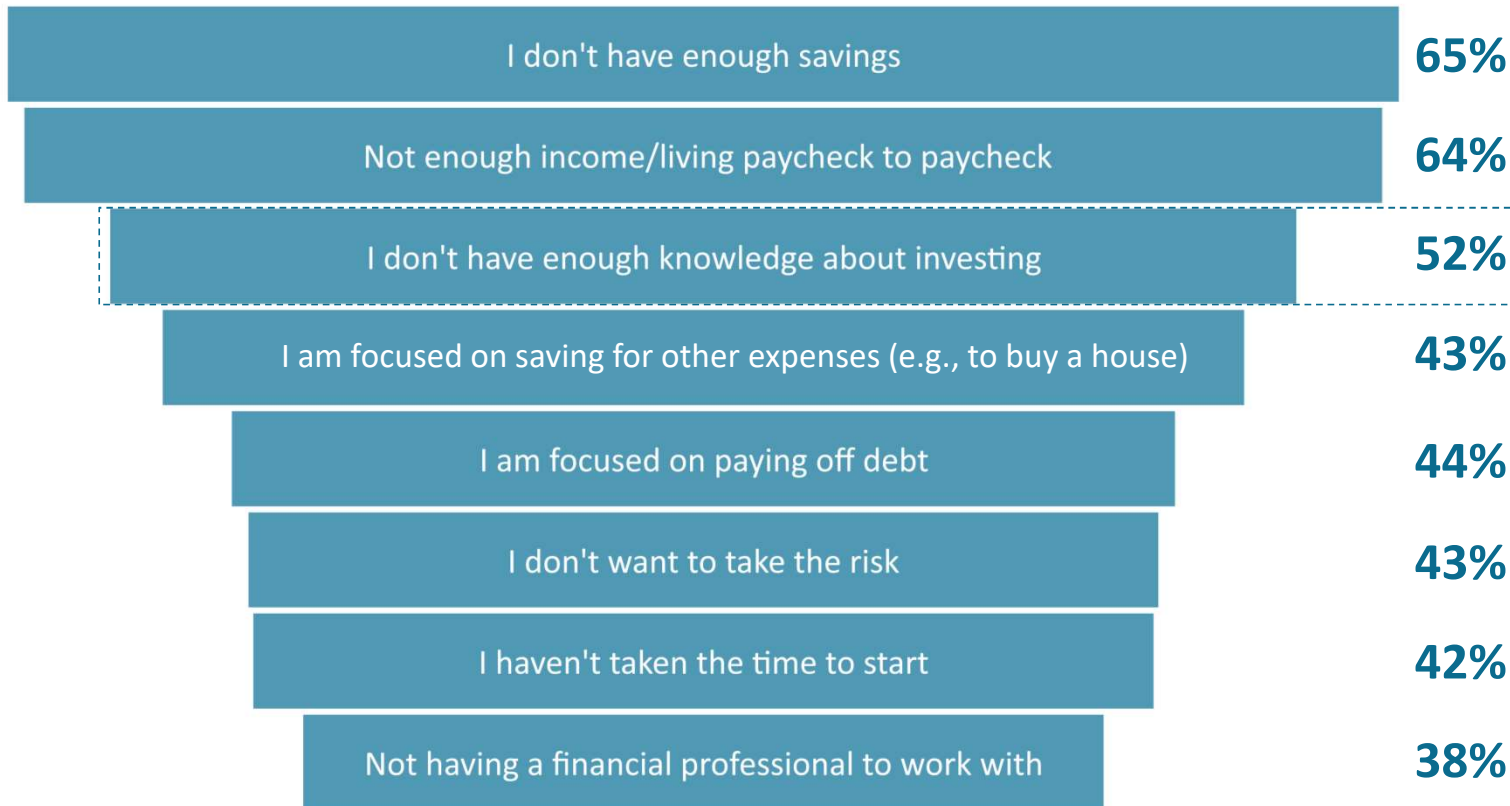 I don't have enough savings 65%
Not enough income/living paycheck to paycheck 64%
I don't have enough knowledge about investing 52%
I am focused on saving for other expenses (e.g., to buy a house) 43%
I am focused on paying off debt 44%
I don't want to take the risk 43%
I haven't taken the time to start 42%
Not having a financial professional to work with 38%